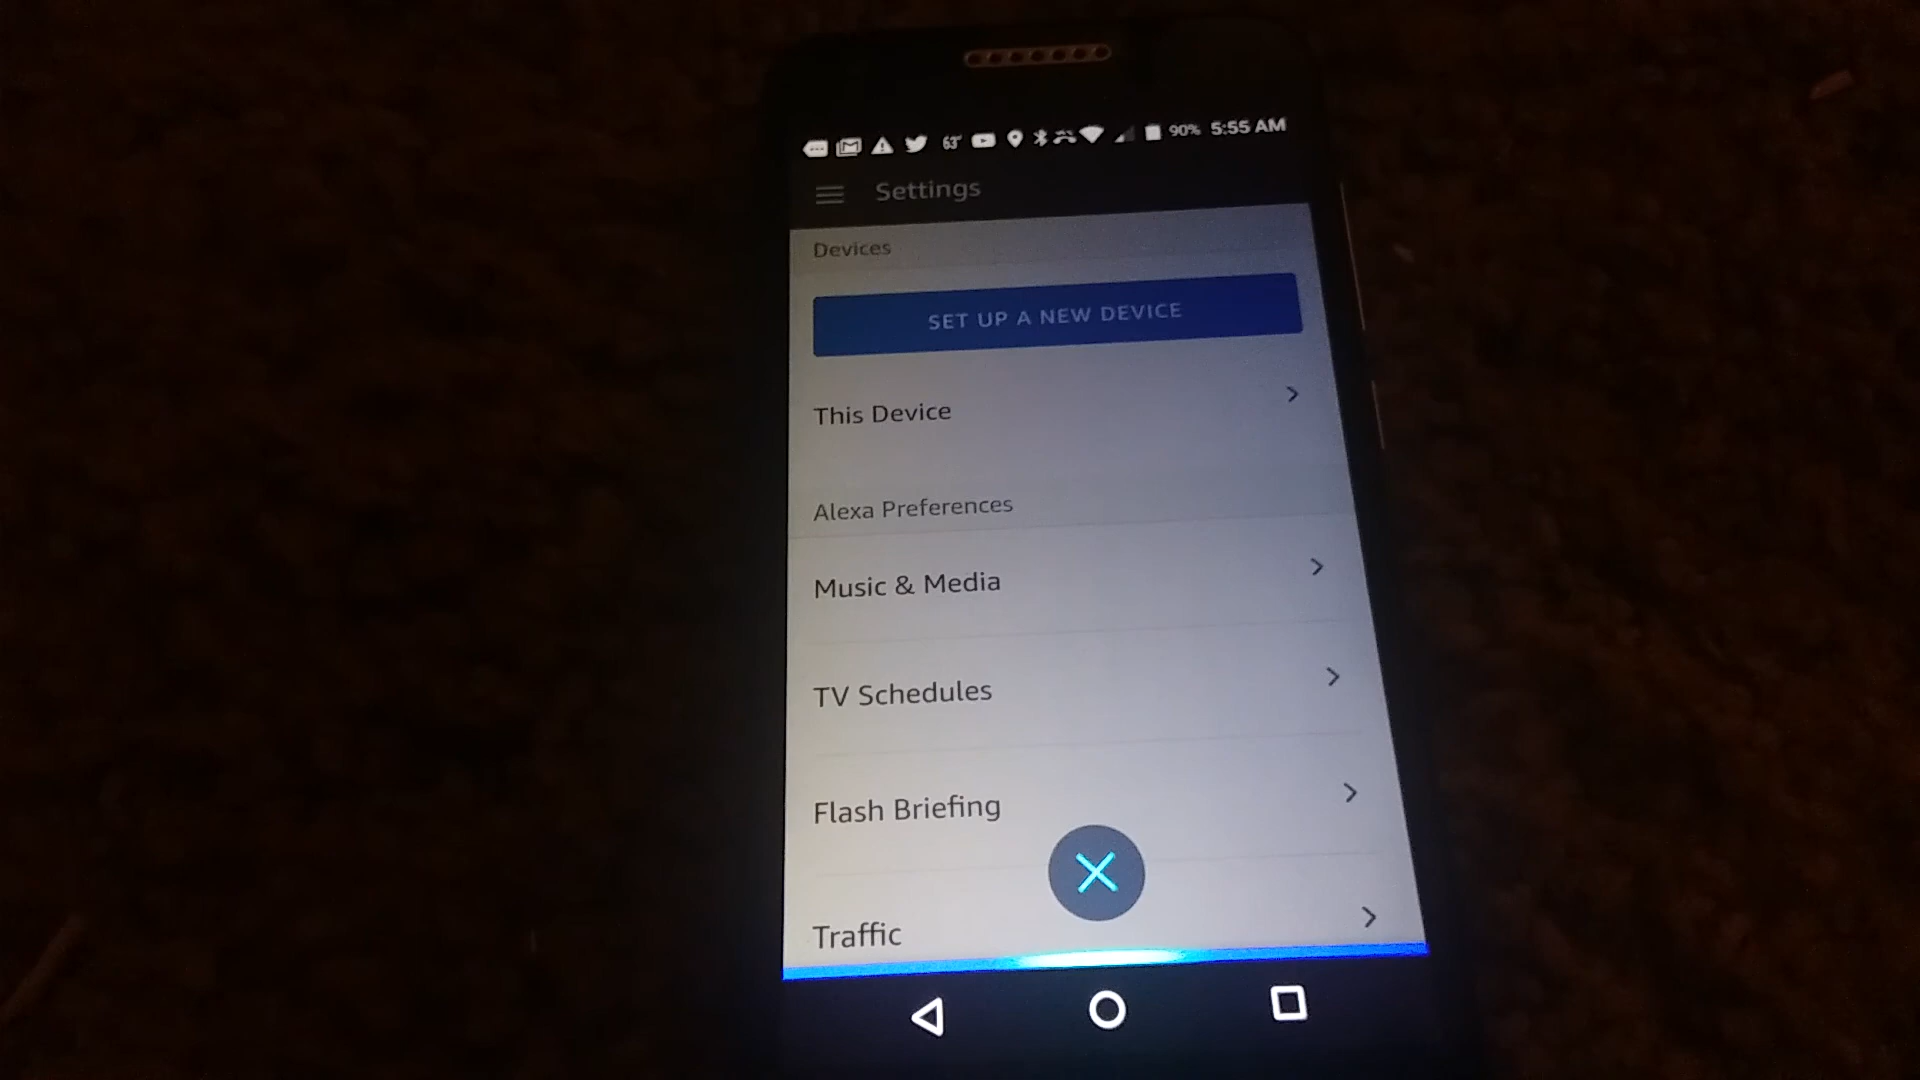 63° 90% 5:55 AM
Settings
Devices
SET UP A NEW DEVICE
This Device
Alexa Preferences
Music & Media
TV Schedules
Flash Briefing
Traffic